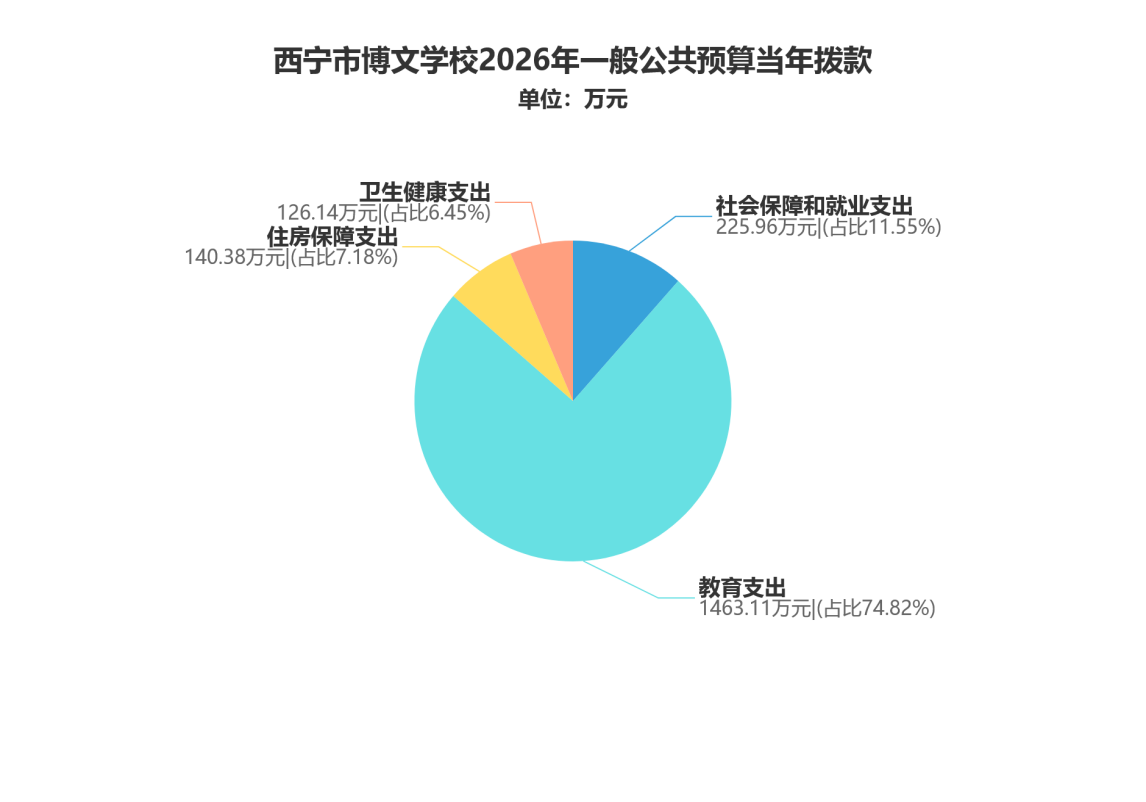 西宁市博文学校2026年一般公共预算当年拨款
单位：万元
卫生健康支出
126.14万元|(占比6.45%)
住房保障支出
140.38万元|(占比7.18%)
社会保障和就业支出
225.96万元|(占比11.55%)
教育支出
1463.11万元|(占比74.82%)